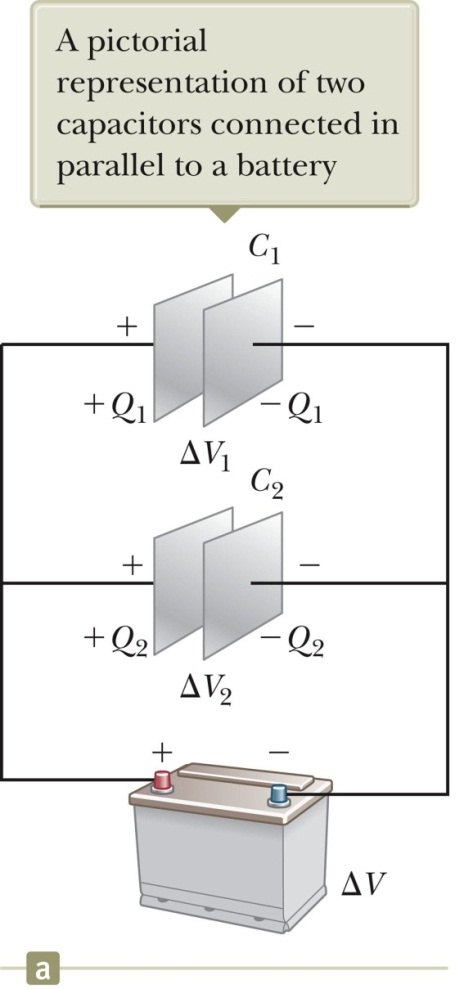 A pictorial
representation of two
capacitors connected in
parallel to a battery
C₁
+ −
+Q₁ −Q₁
ΔV₁
C₂
+ −
+Q₂ −Q₂
ΔV₂
+ −
ΔV
a